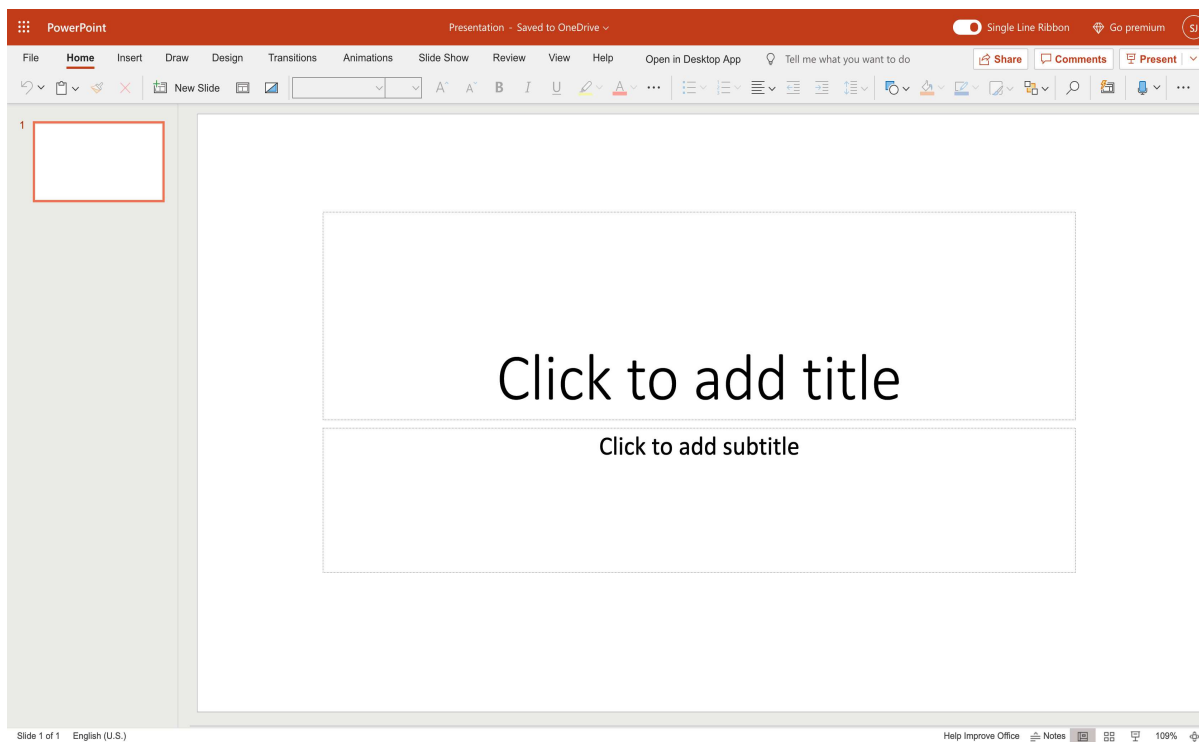 PowerPoint Presentation - Saved to OneDrive Single Line Ribbon Go premium SJ
File Home Insert Draw Design Transitions Animations Slide Show Review View Help Open in Desktop App Tell me what you want to do Share Comments Present
New Slide A A B I U A
1
Click to add title
Click to add subtitle
Slide 1 of 1 English (U.S.) Help Improve Office Notes 109%